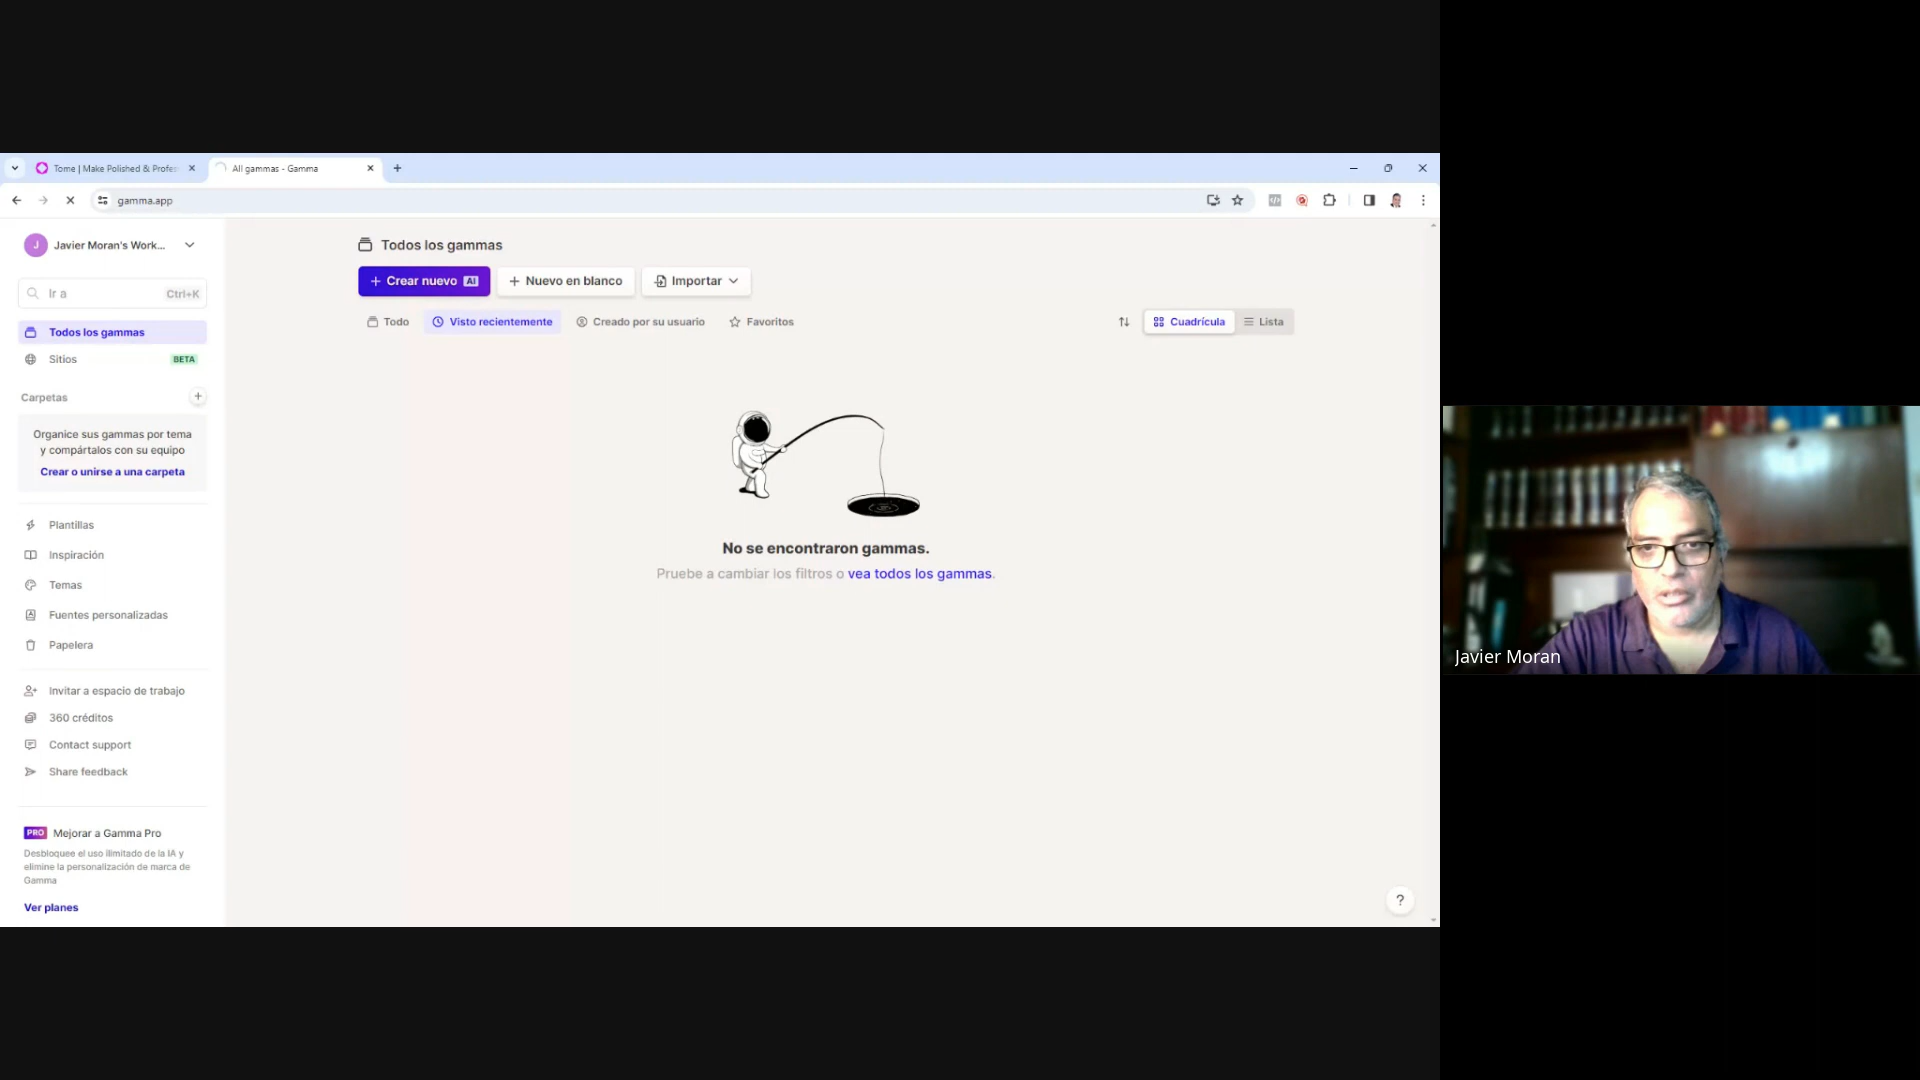 Tome | Make Polished & Profes
All gammas - Gamma
gamma.app
J
Javier Moran's Work...
Ir a
Ctrl+K
Todos los gammas
Sitios
BETA
Carpetas
Organice sus gammas por tema
y compártalos con su equipo
Crear o unirse a una carpeta
Plantillas
Inspiración
Temas
Fuentes personalizadas
Papelera
Invitar a espacio de trabajo
360 créditos
Contact support
Share feedback
PRO Mejorar a Gamma Pro
Desbloquee el uso ilimitado de la IA y
elimine la personalización de marca de
Gamma
Ver planes
Todos los gammas
+ Crear nuevo AI
+ Nuevo en blanco
Importar
Todo
Visto recientemente
Creado por su usuario
Favoritos
Cuadrícula
Lista
No se encontraron gammas.
Pruebe a cambiar los filtros o vea todos los gammas.
?
Javier Moran